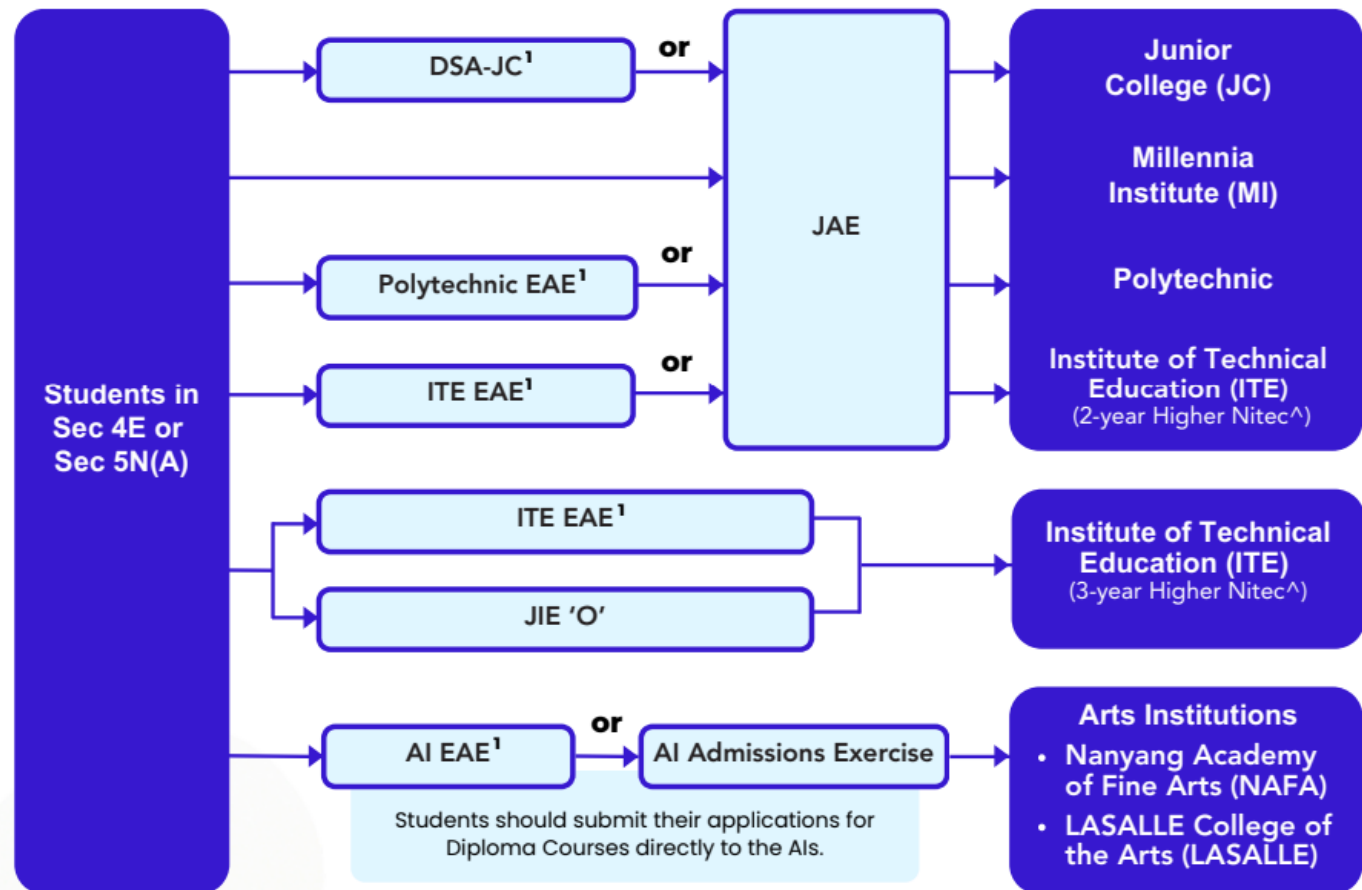 Students in
Sec 4E or
Sec 5N(A)
DSA-JC¹
or
Polytechnic EAE¹
or
ITE EAE¹
or
JAE
Junior
College (JC)
Millennia
Institute (MI)
Polytechnic
Institute of Technical
Education (ITE)
(2-year Higher Nitec^)
ITE EAE¹
JIE ‘O’
Institute of Technical
Education (ITE)
(3-year Higher Nitec^)
AI EAE¹
or
AI Admissions Exercise
Students should submit their applications for
Diploma Courses directly to the AIs.
Arts Institutions
• Nanyang Academy
of Fine Arts (NAFA)
• LASALLE College of
the Arts (LASALLE)